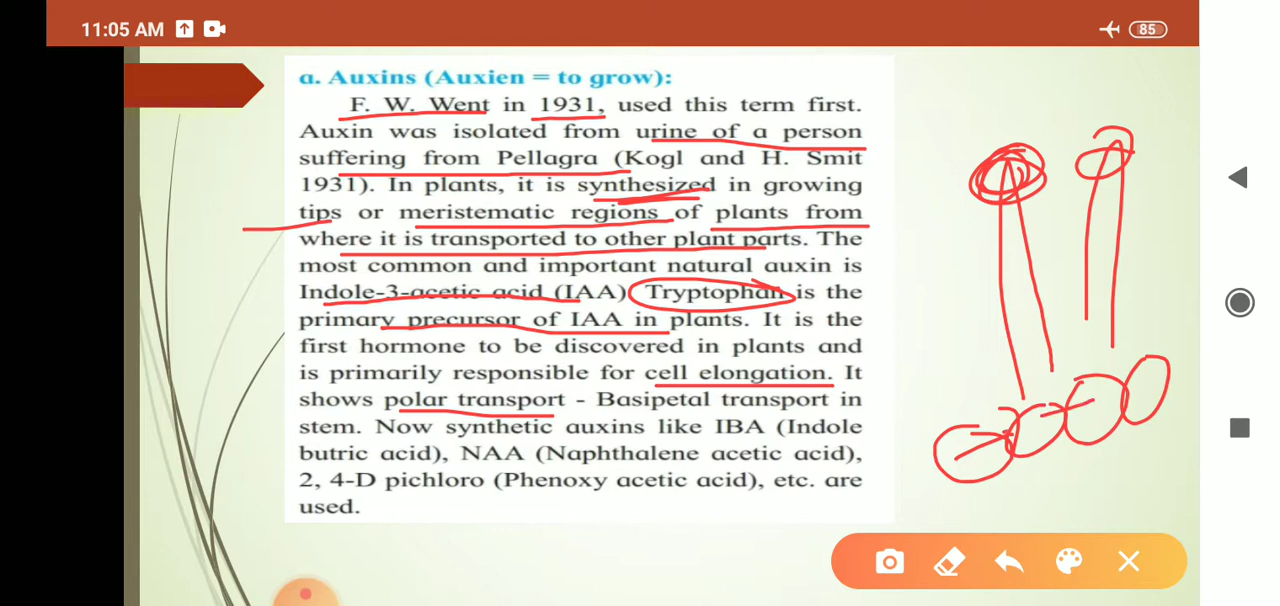 11:05 AM
85
a. Auxins (Auxien = to grow):
F. W. Went in 1931, used this term first.
Auxin was isolated from urine of a person
suffering from Pellagra (Kogl and H. Smit
1931). In plants, it is synthesized in growing
tips or meristematic regions of plants from
where it is transported to other plant parts. The
most common and important natural auxin is
Indole-3-acetic acid (IAA) Tryptophan is the
primary precursor of IAA in plants. It is the
first hormone to be discovered in plants and
is primarily responsible for cell elongation. It
shows polar transport - Basipetal transport in
stem. Now synthetic auxins like IBA (Indole
butric acid), NAA (Naphthalene acetic acid),
2, 4-D pichloro (Phenoxy acetic acid), etc. are
used.